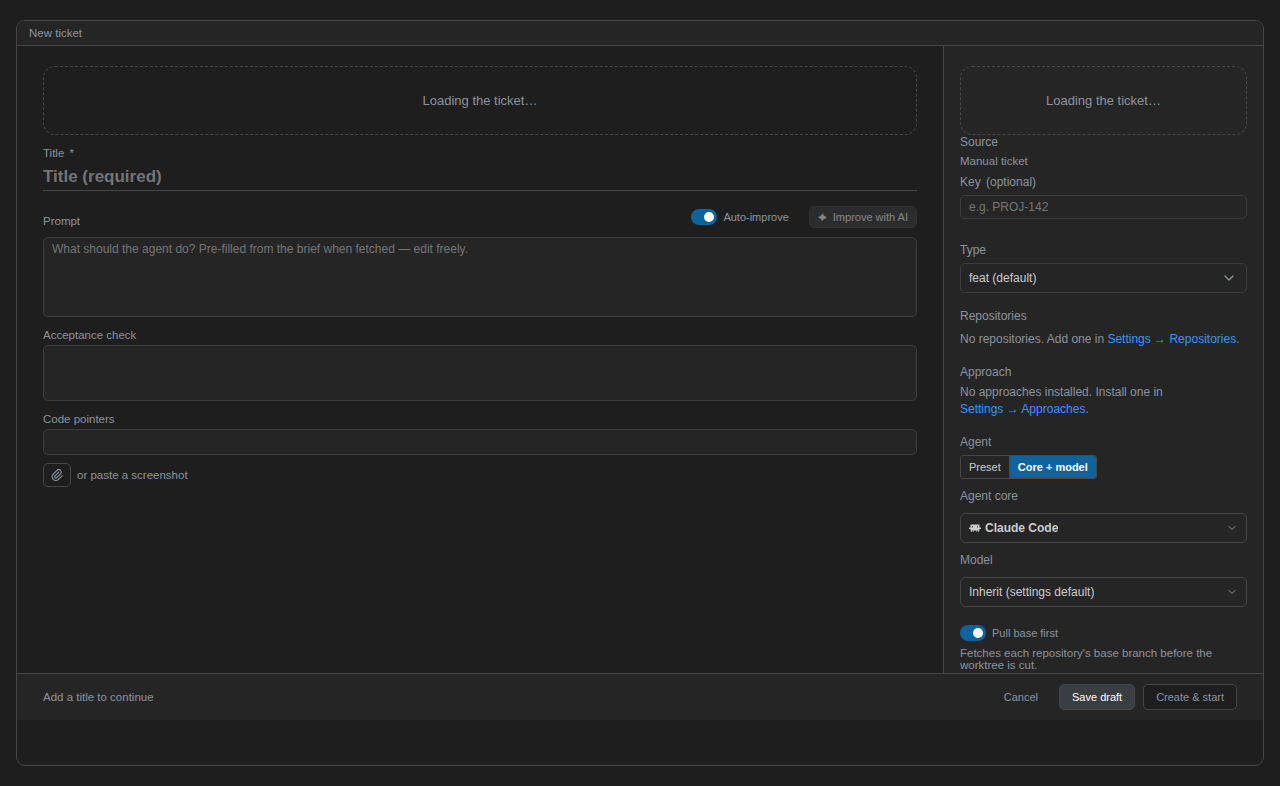 New ticket
Loading the ticket…
Title *
Title (required)
Prompt
Auto-improve
Improve with AI
What should the agent do? Pre-filled from the brief when fetched — edit freely.
Acceptance check
Code pointers
or paste a screenshot
Loading the ticket…
Source
Manual ticket
Key (optional)
e.g. PROJ-142
Type
feat (default)
Repositories
No repositories. Add one in Settings → Repositories.
Approach
No approaches installed. Install one in
Settings → Approaches.
Agent
Preset
Core + model
Agent core
Claude Code
Model
Inherit (settings default)
Pull base first
Fetches each repository's base branch before the
worktree is cut.
Add a title to continue
Cancel
Save draft
Create & start